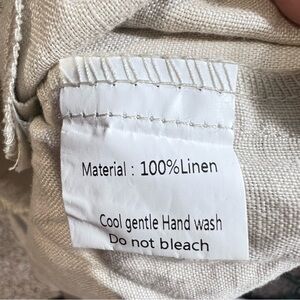 Material : 100%Linen
Cool gentle Hand wash
Do not bleach